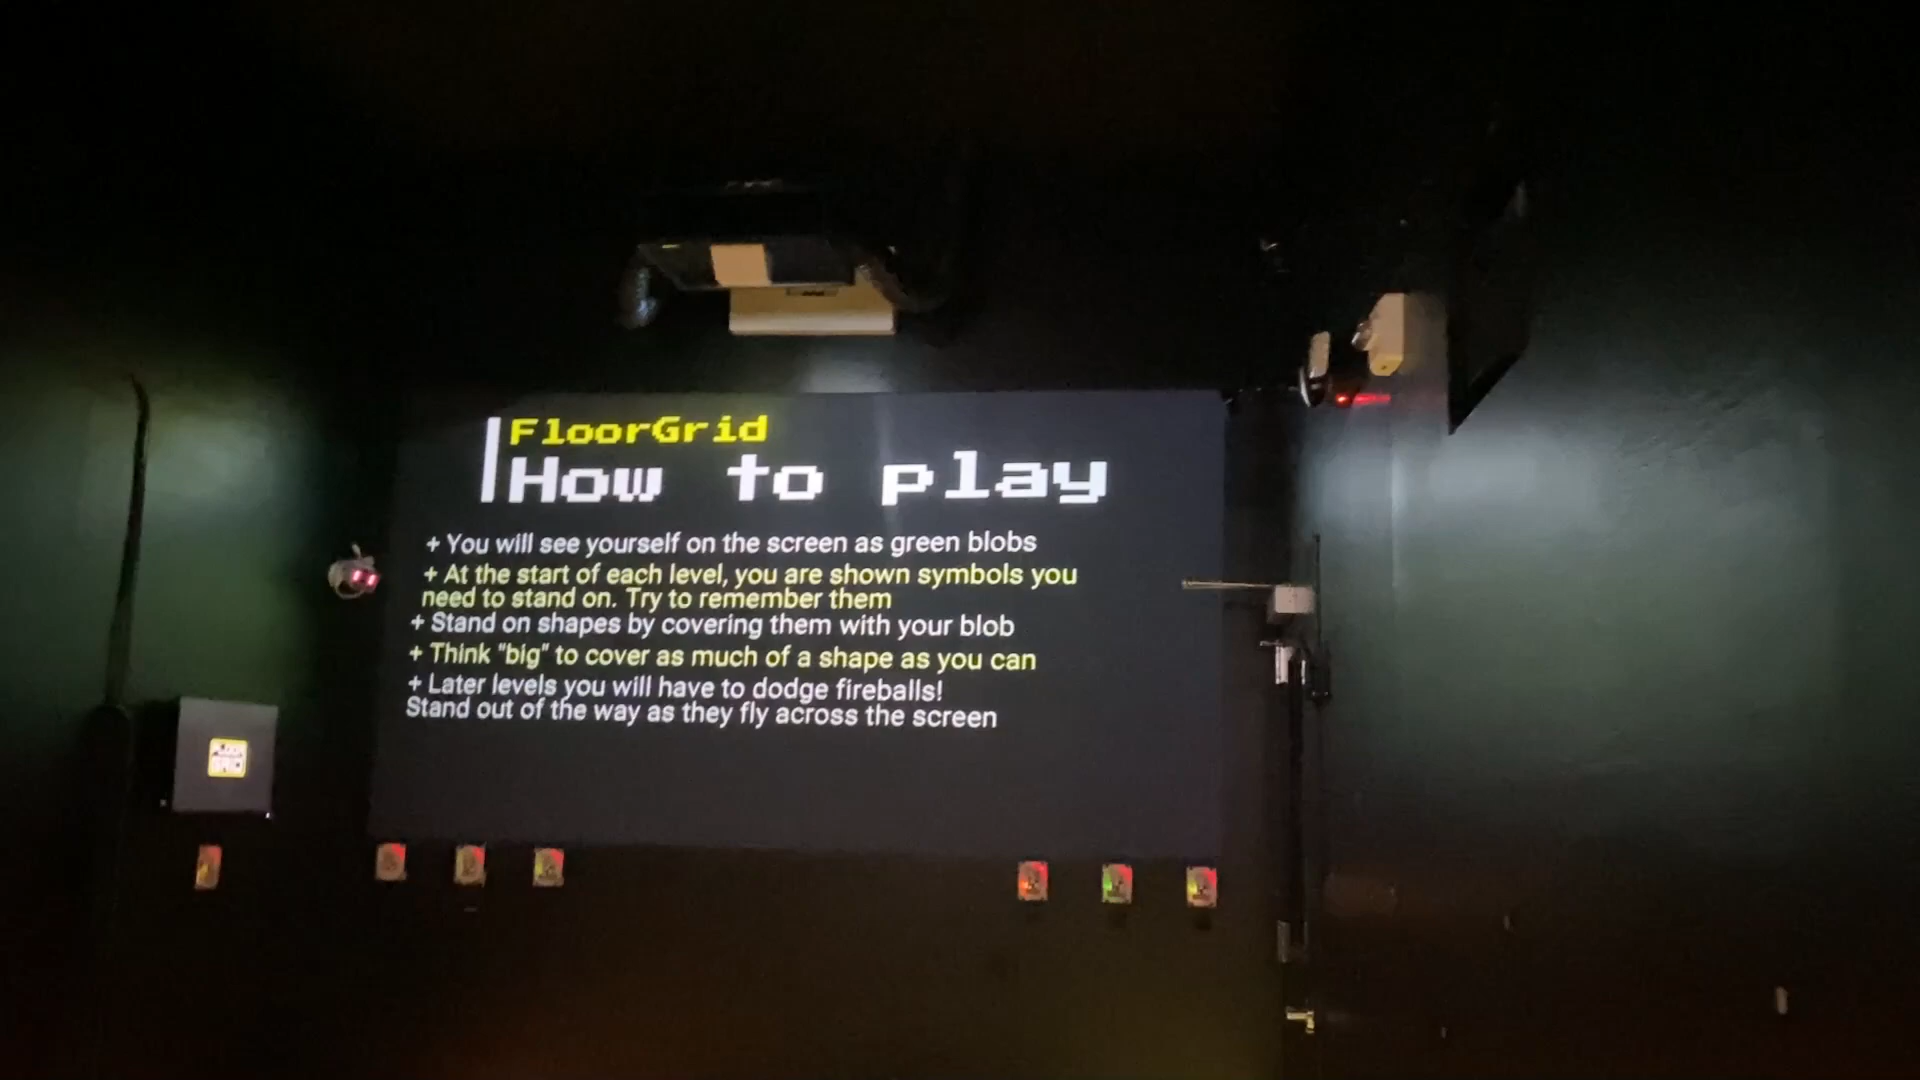 FloorGrid
How to play
+ You will see yourself on the screen as green blobs
+ At the start of each level, you are shown symbols you
need to stand on. Try to remember them
+ Stand on shapes by covering them with your blob
+ Think "big" to cover as much of a shape as you can
+ Later levels you will have to dodge fireballs!
Stand out of the way as they fly across the screen
FLOOR
GRID